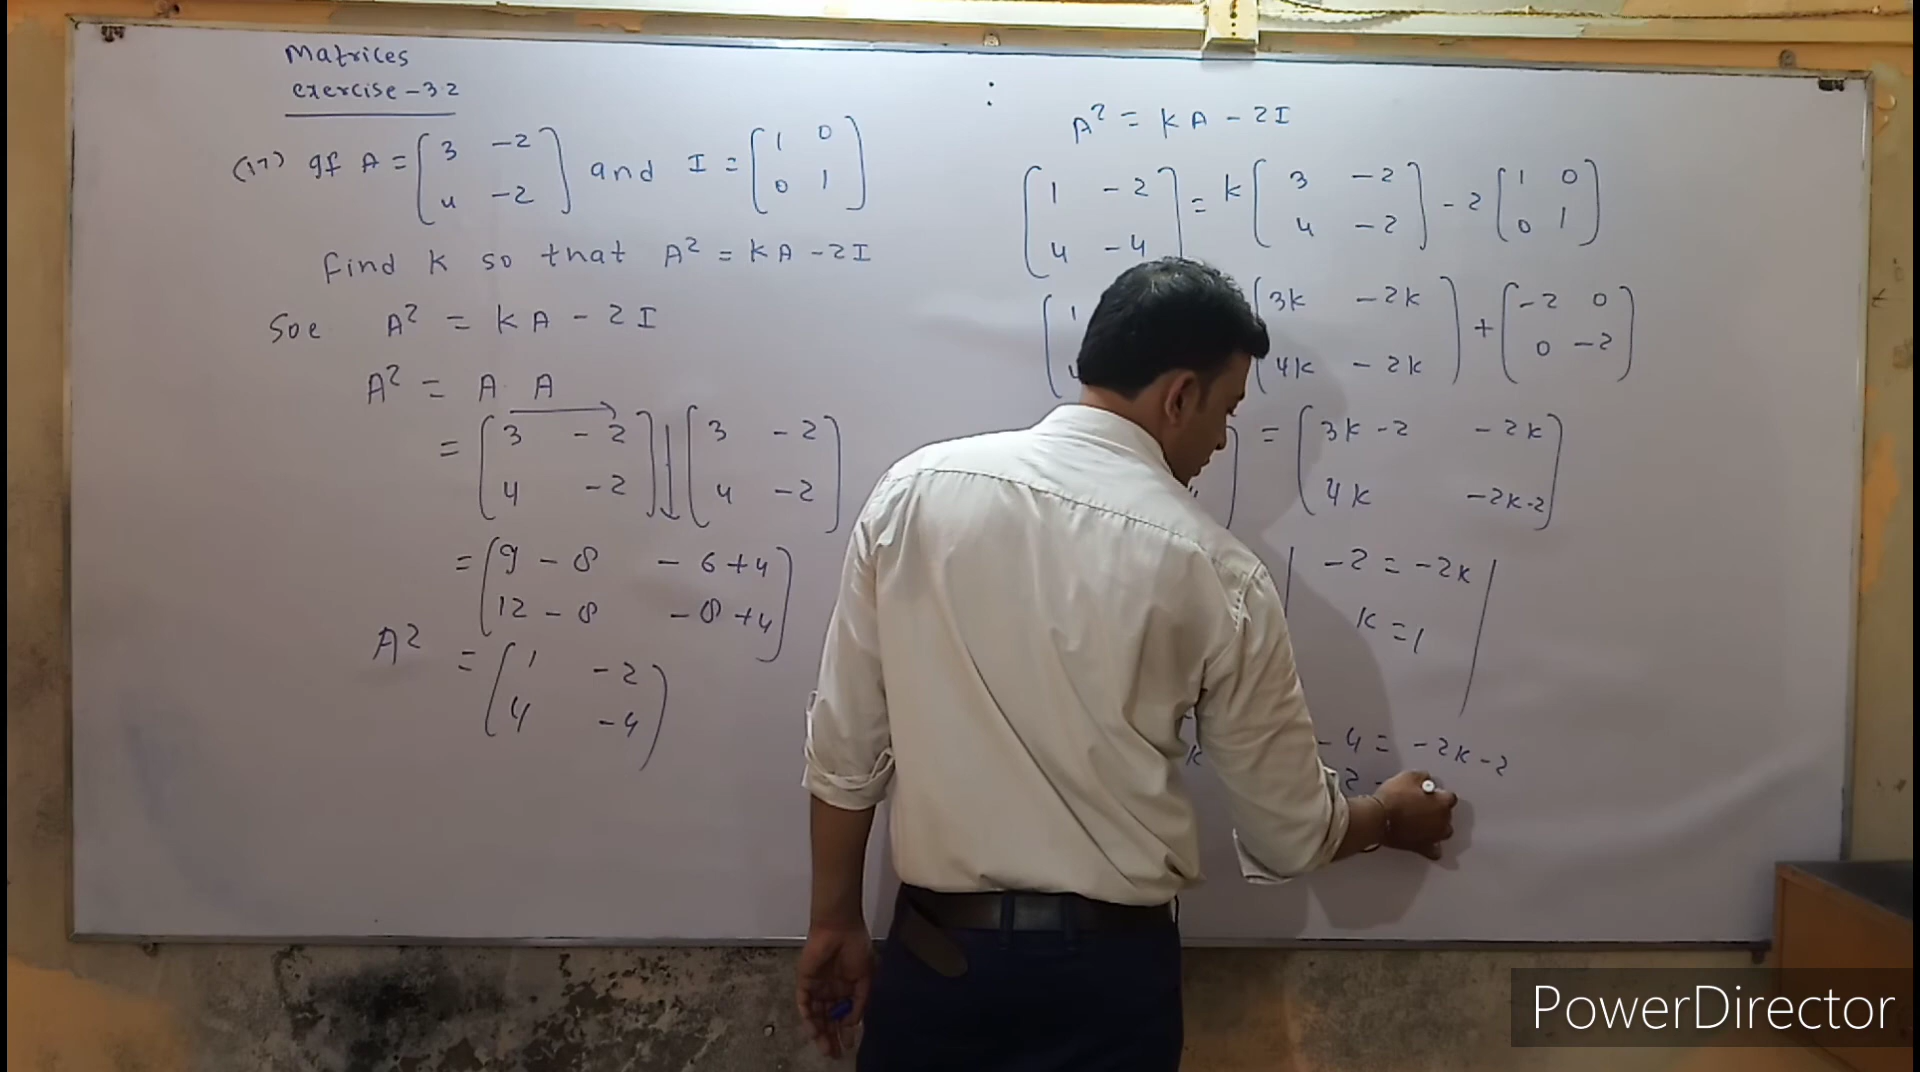 Matrices
exercise-3.2
(17) If A = [3 -2
4 -2] and I = [1 0
0 1]
Find K so that A² = KA - 2I
Soe A² = KA - 2I
A² = A A
= [3 -2
4 -2] [3 -2
4 -2]
= [9 - 8 - 6 + 4
12 - 8 - 8 + 4]
A² = [1 -2
4 -4]
:
A² = KA - 2I
[1 -2
4 -4] = K [3 -2
4 -2] - 2 [1 0
0 1]
[1 [3K -2K
4K -2K] + [-2 0
0 -2]
= [3K - 2 -2K
4K -2K-2]
-2 = -2K
K = 1
K
-4 = -2K - 2
2
PowerDirector
शुभ